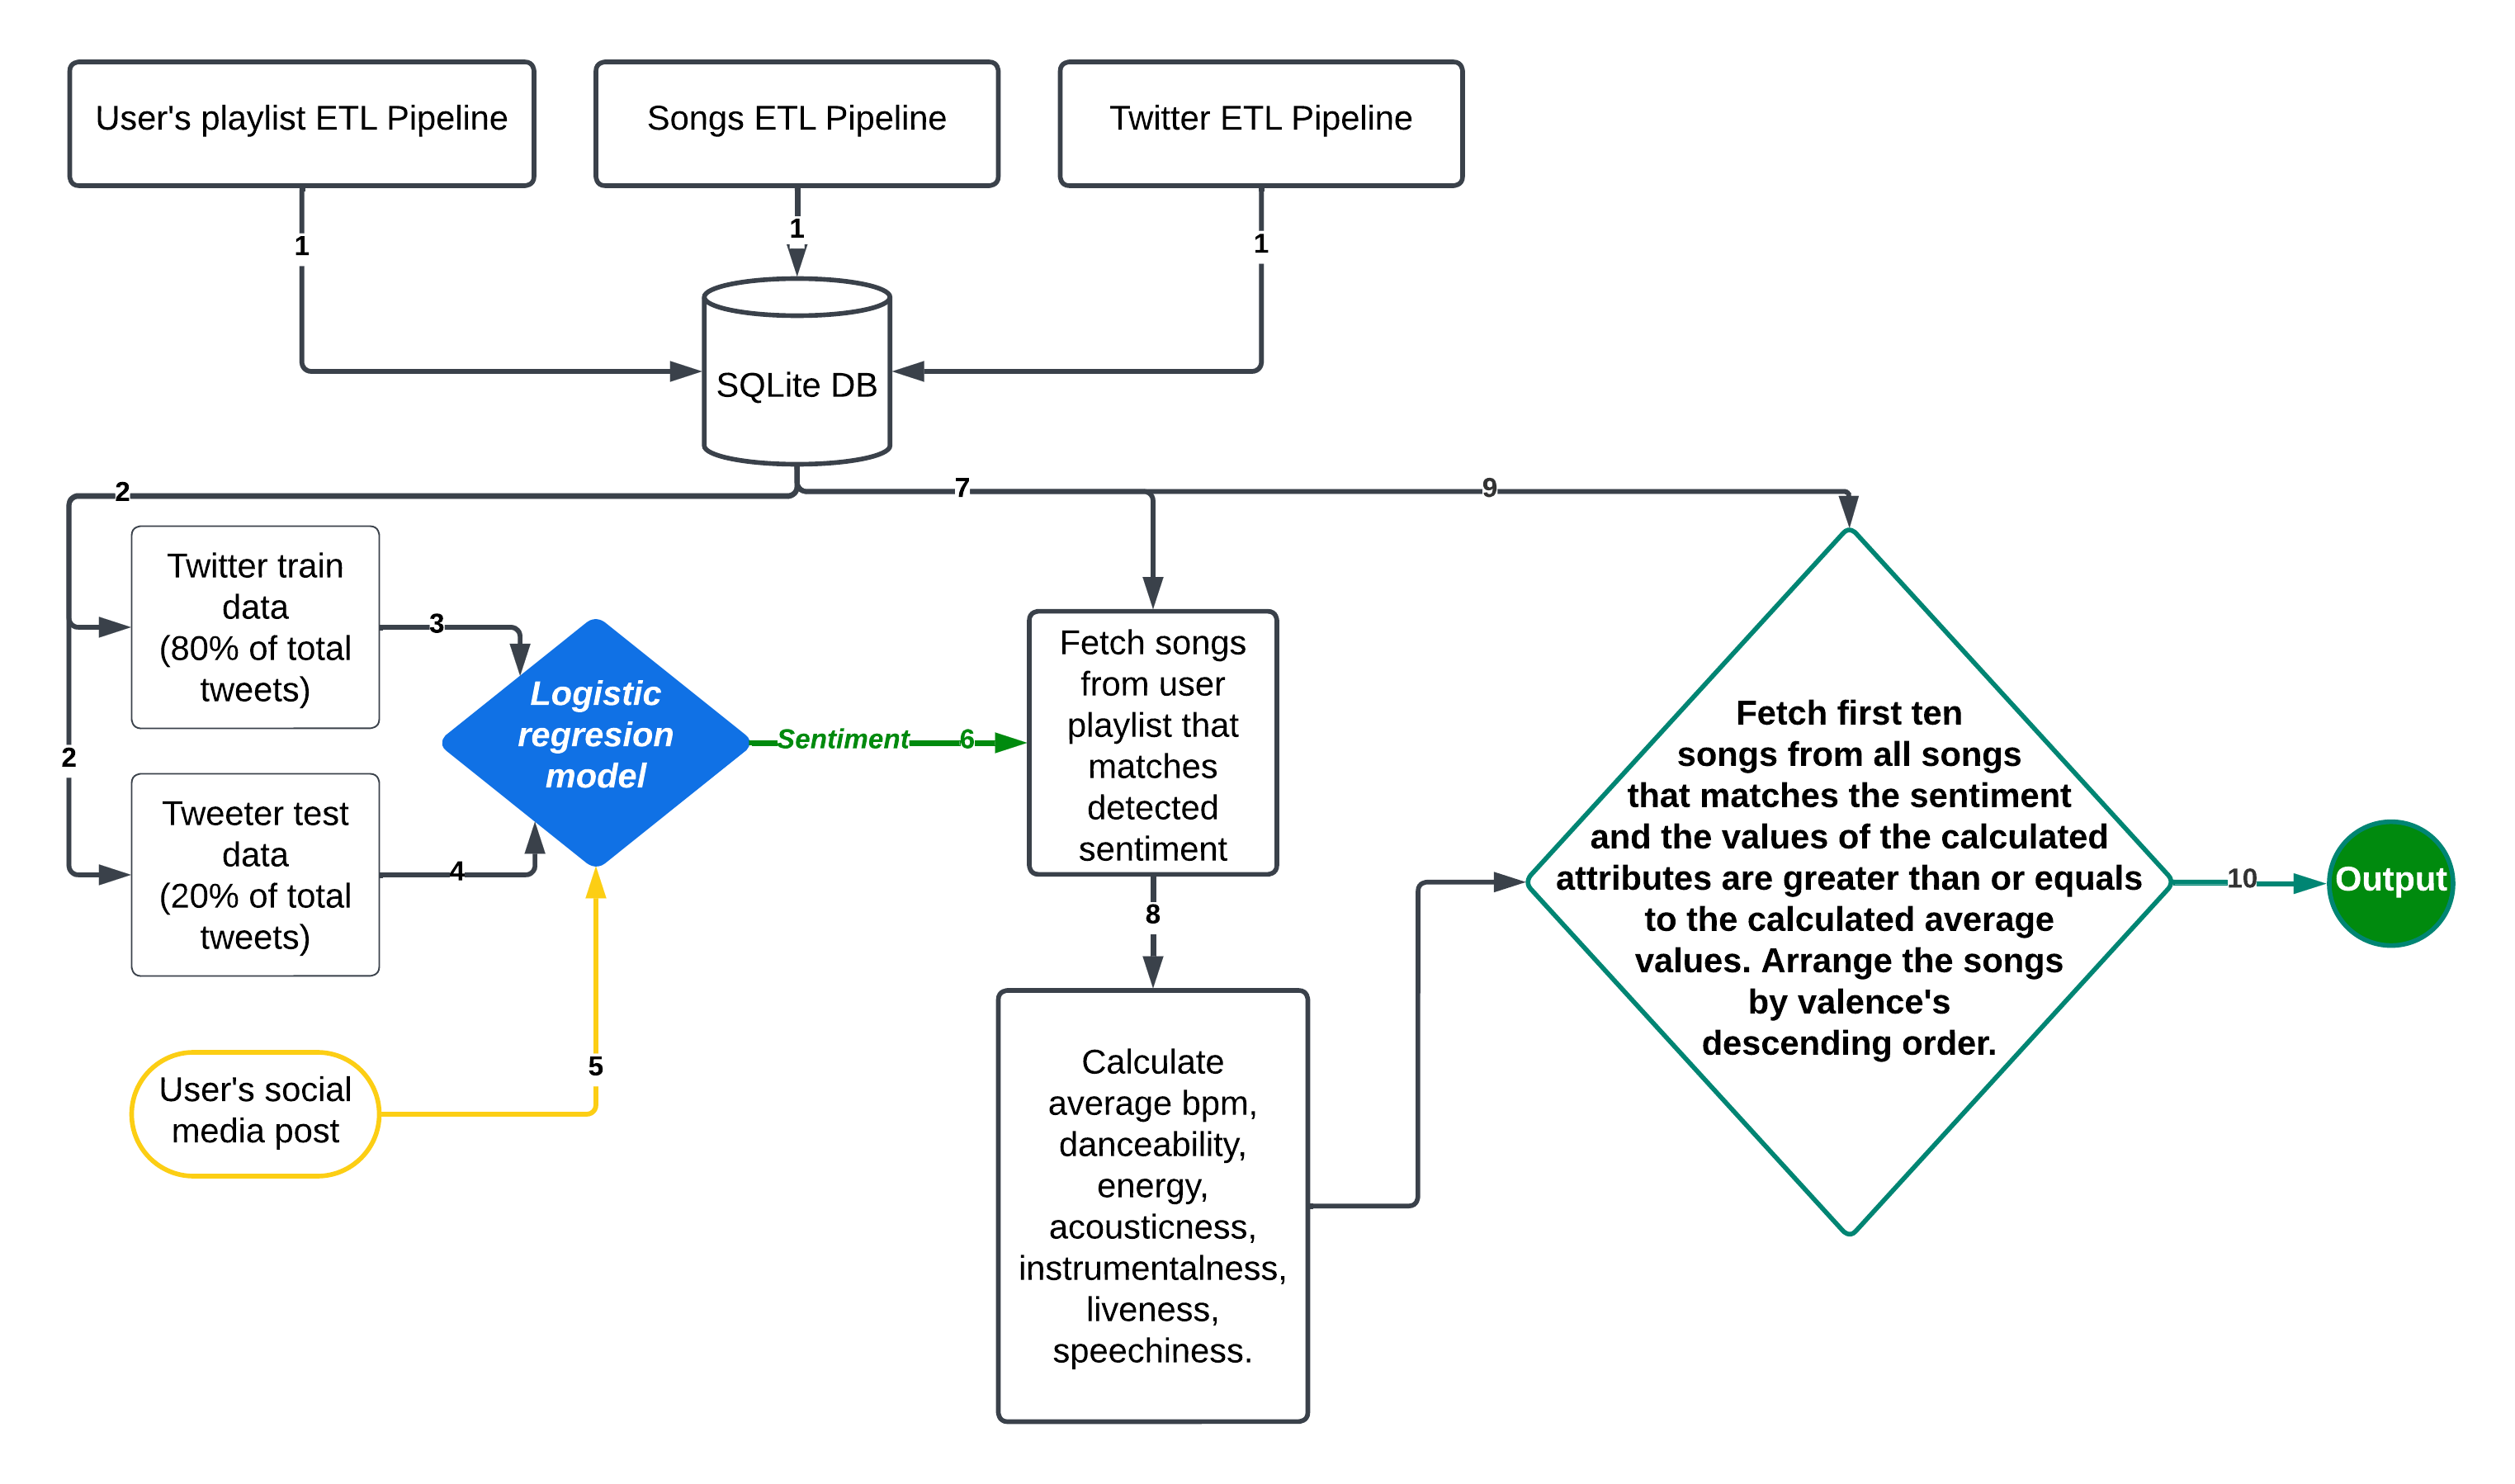 User's playlist ETL Pipeline
Songs ETL Pipeline
Twitter ETL Pipeline
1
1
1
SQLite DB
2
7
9
Twitter train
data
(80% of total
tweets)
3
2
Logistic
regresion
model
Sentiment
6
Fetch songs
from user
playlist that
matches
detected
sentiment
Tweeter test
data
(20% of total
tweets)
4
5
User's social
media post
8
Calculate
average bpm,
danceability,
energy,
acousticness,
instrumentalness,
liveness,
speechiness.
Fetch first ten
songs from all songs
that matches the sentiment
and the values of the calculated
attributes are greater than or equals
to the calculated average
values. Arrange the songs
by valence's
descending order.
10
Output